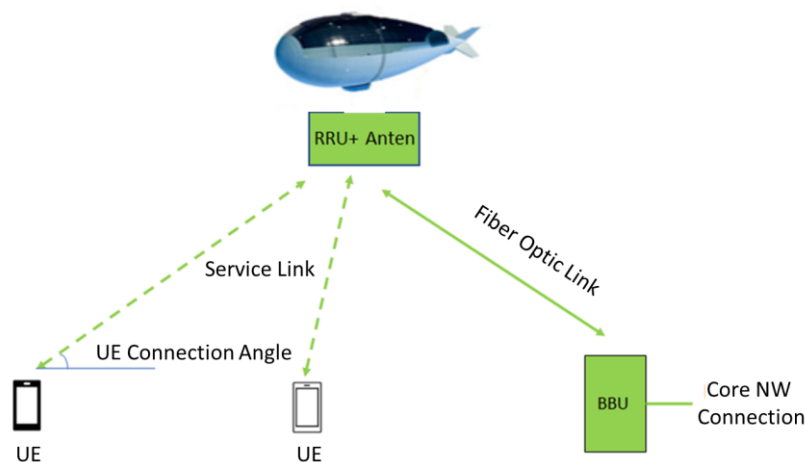 RRU+ Anten
Fiber Optic Link
Service Link
UE Connection Angle
BBU
Core NW
Connection
UE
UE